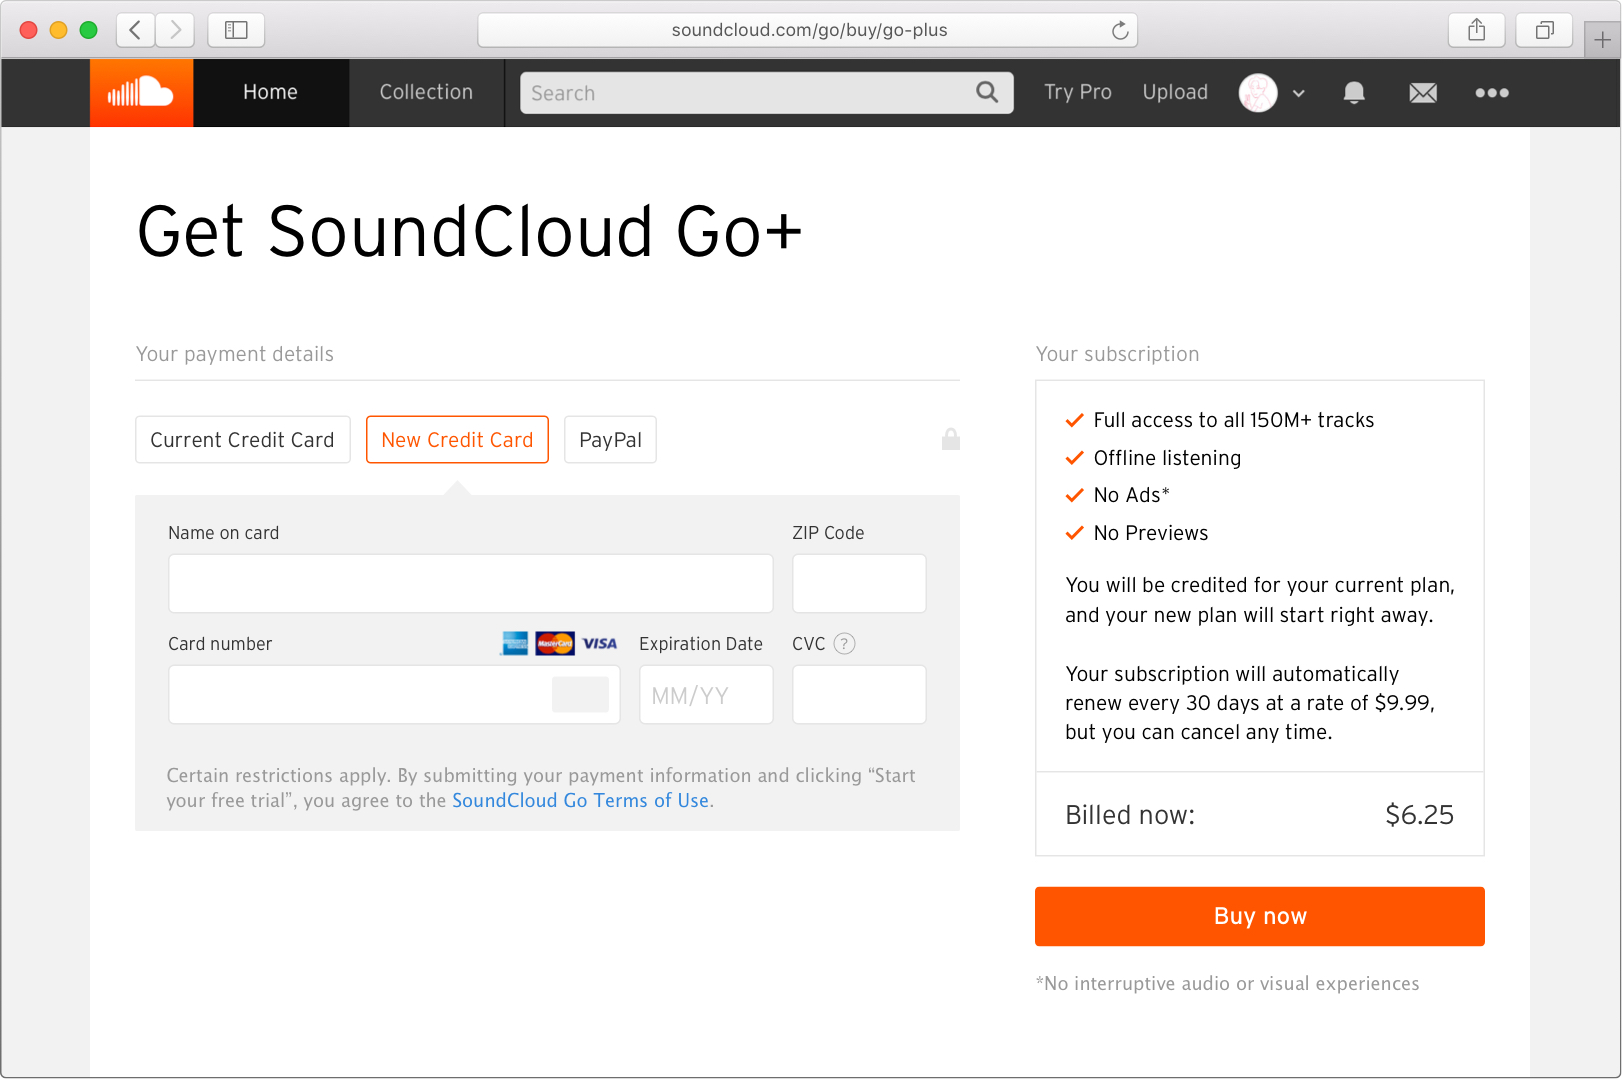 soundcloud.com/go/buy/go-plus
Home
Collection
Search
Try Pro
Upload
Get SoundCloud Go+
Your payment details
Current Credit Card
New Credit Card
PayPal
Name on card
ZIP Code
Card number
MasterCard
VISA
Expiration Date
CVC ?
MM/YY
Certain restrictions apply. By submitting your payment information and clicking “Start
your free trial”, you agree to the SoundCloud Go Terms of Use.
Your subscription
Full access to all 150M+ tracks
Offline listening
No Ads*
No Previews
You will be credited for your current plan,
and your new plan will start right away.
Your subscription will automatically
renew every 30 days at a rate of $9.99,
but you can cancel any time.
Billed now: $6.25
Buy now
*No interruptive audio or visual experiences